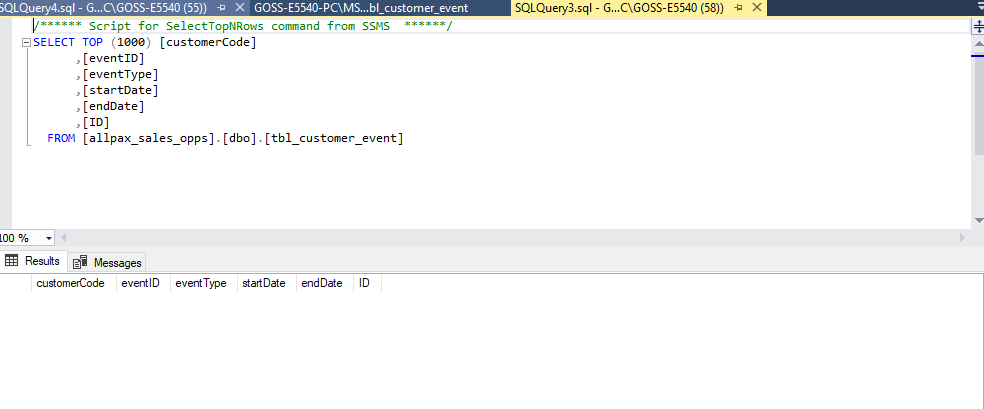 SQLQuery4.sql - G...C\GOSS-E5540 (55)) GOSS-E5540-PC\MS...bl_customer_event SQLQuery3.sql - G...C\GOSS-E5540 (58))
/****** Script for SelectTopNRows command from SSMS  ******/
SELECT TOP (1000) [customerCode]
,[eventID]
,[eventType]
,[startDate]
,[endDate]
,[ID]
FROM [allpax_sales_opps].[dbo].[tbl_customer_event]
100 %
Results Messages
customerCode eventID eventType startDate endDate ID